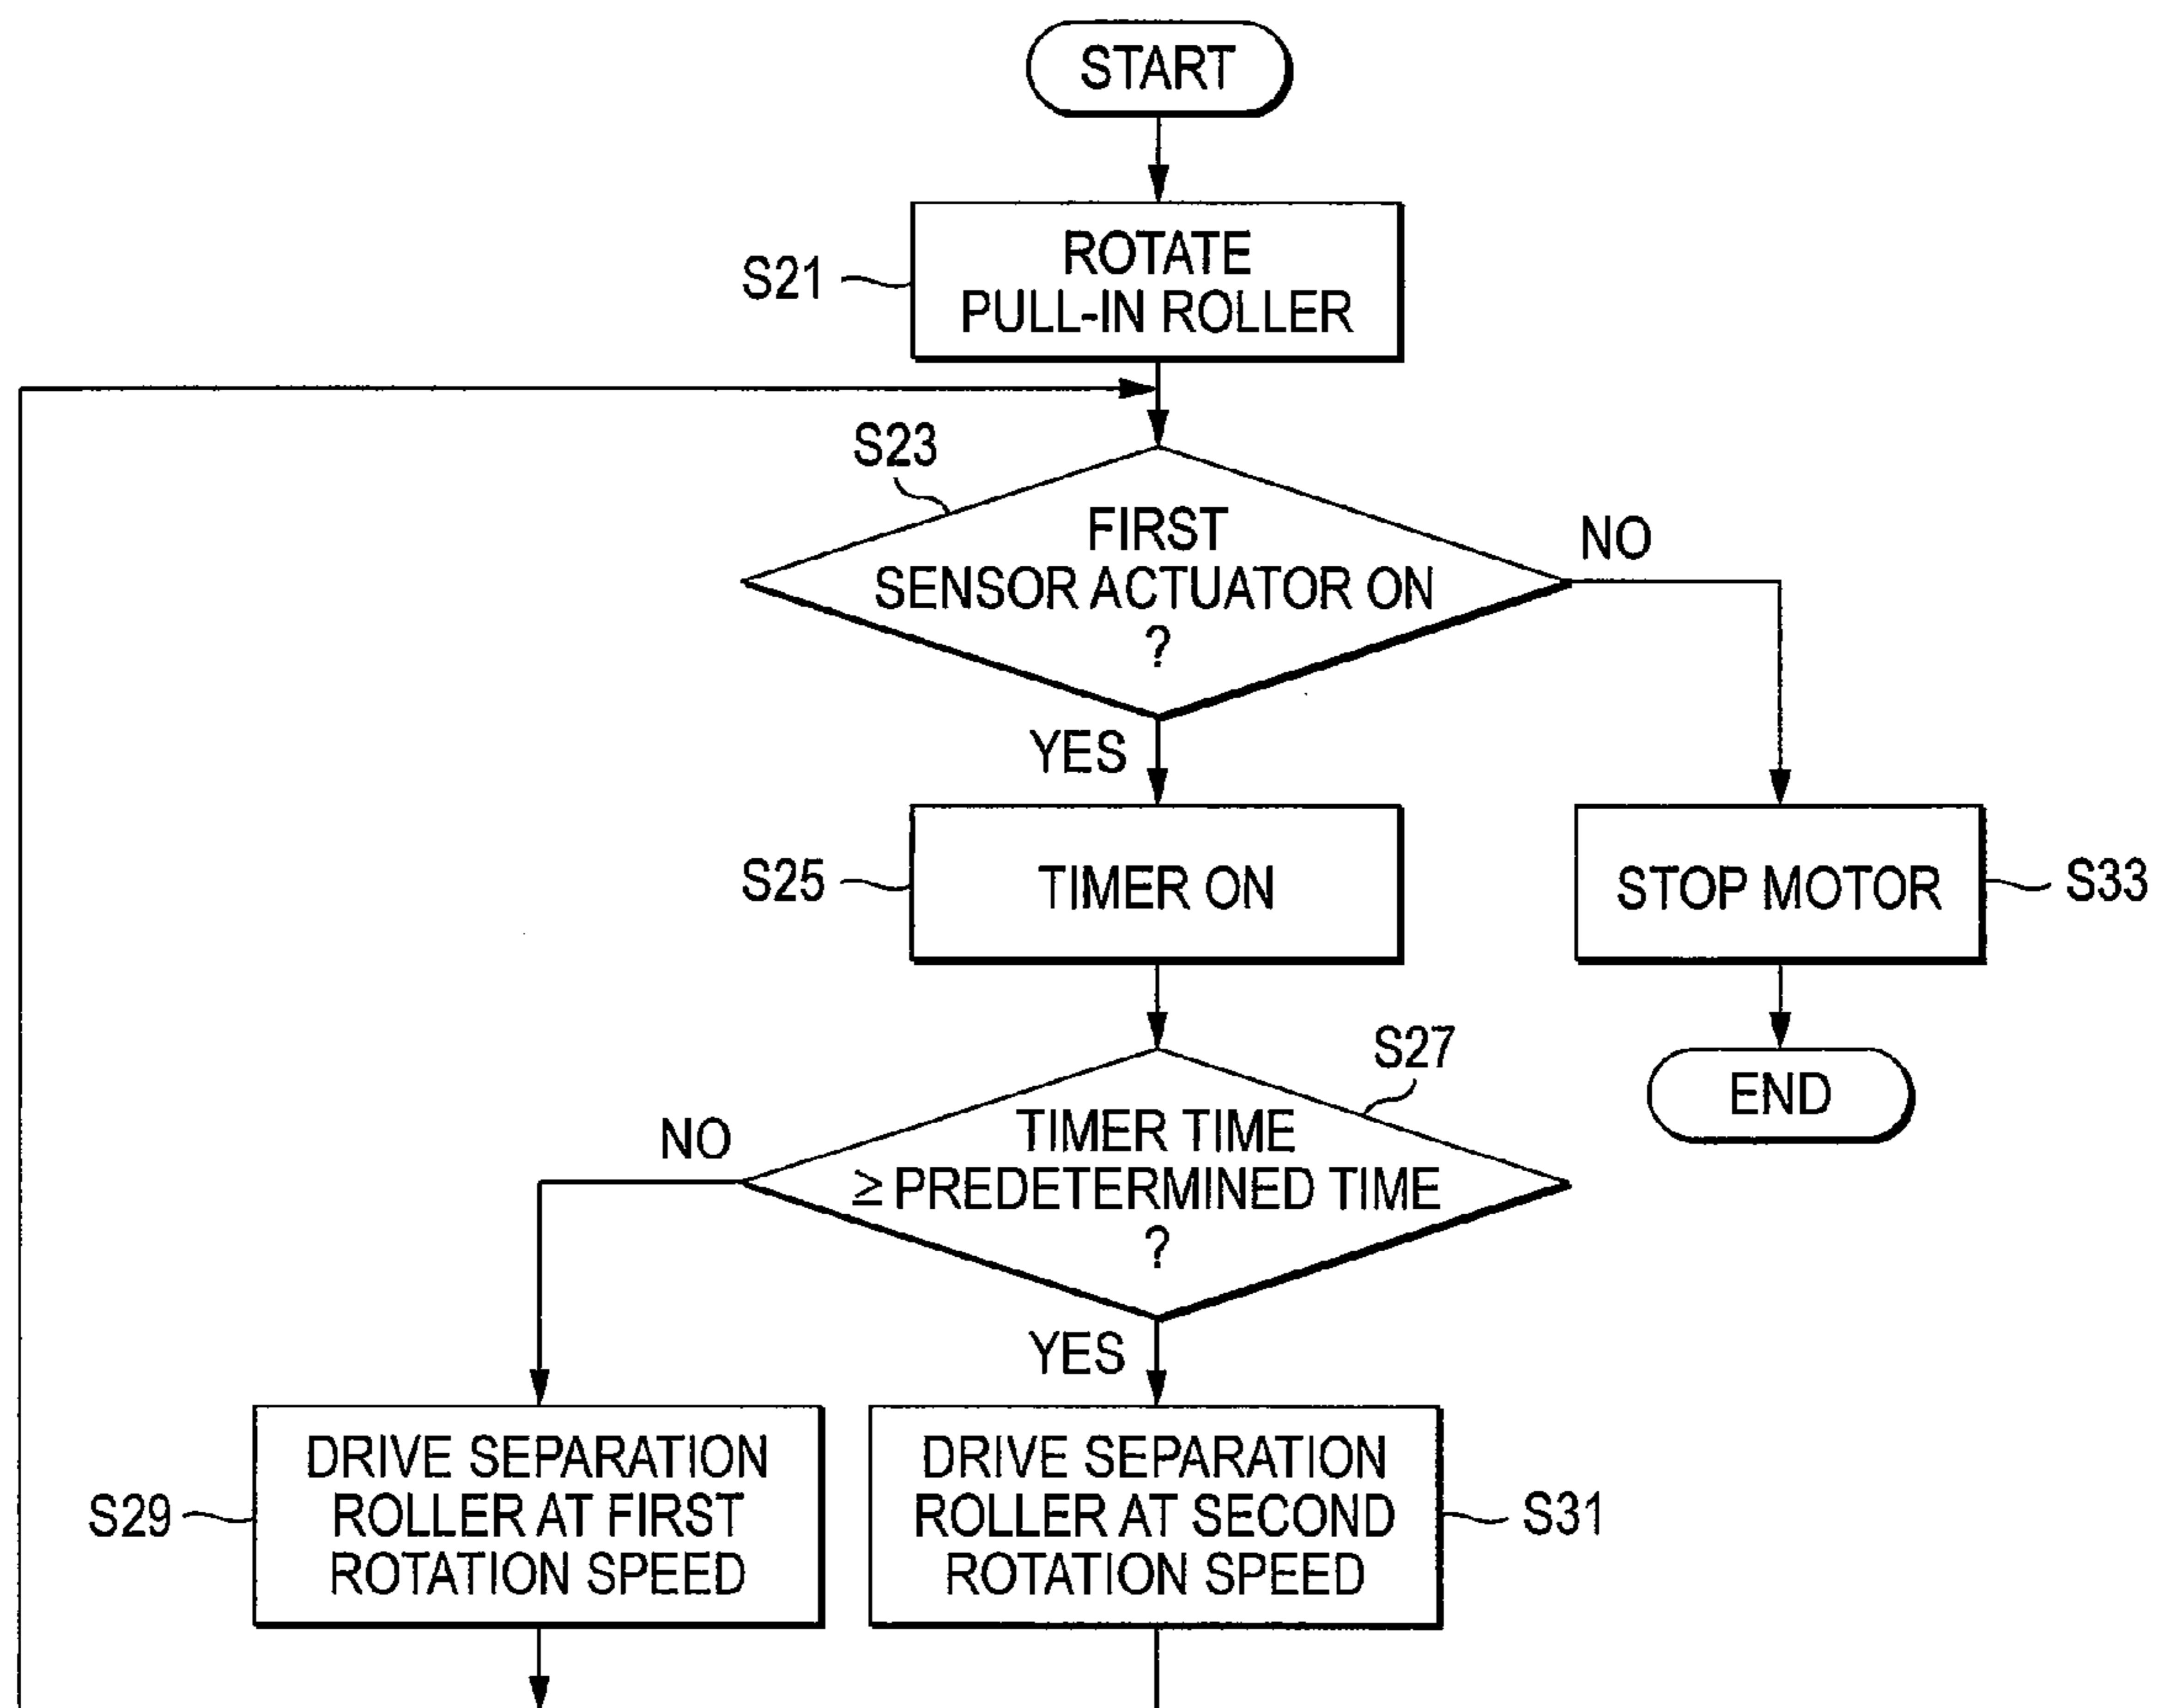 START
S21
ROTATE
PULL-IN ROLLER
S23
FIRST
SENSOR ACTUATOR ON
?
NO
YES
S25
TIMER ON
STOP MOTOR
S33
S27
TIMER TIME
≥ PREDETERMINED TIME
?
END
NO
YES
S29
DRIVE SEPARATION
ROLLER AT FIRST
ROTATION SPEED
DRIVE SEPARATION
ROLLER AT SECOND
ROTATION SPEED
S31